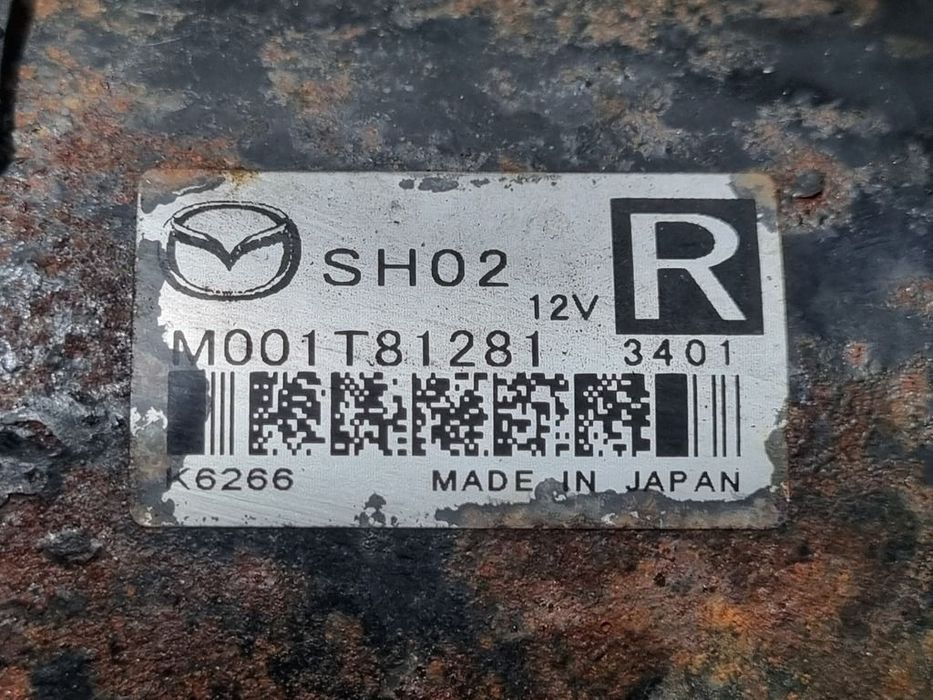 SH02
R
12V
M001T81281
3401
K6266
MADE IN JAPAN